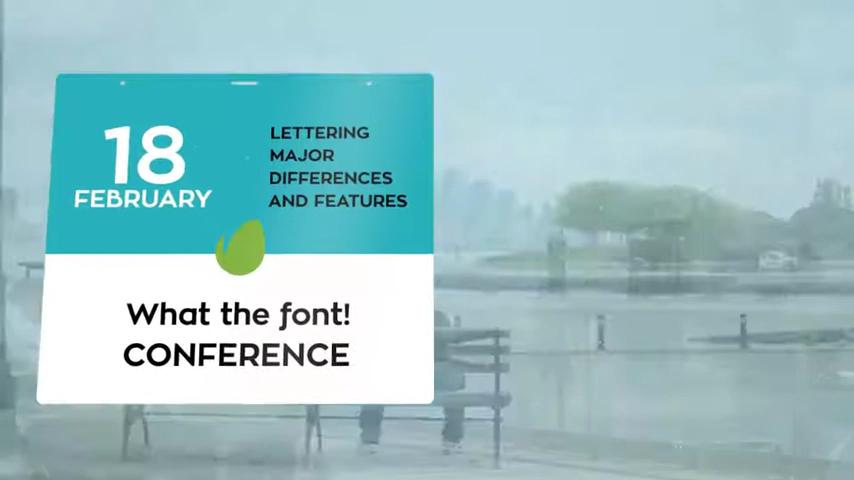 18
FEBRUARY
LETTERING
MAJOR
DIFFERENCES
AND FEATURES
What the font!
CONFERENCE